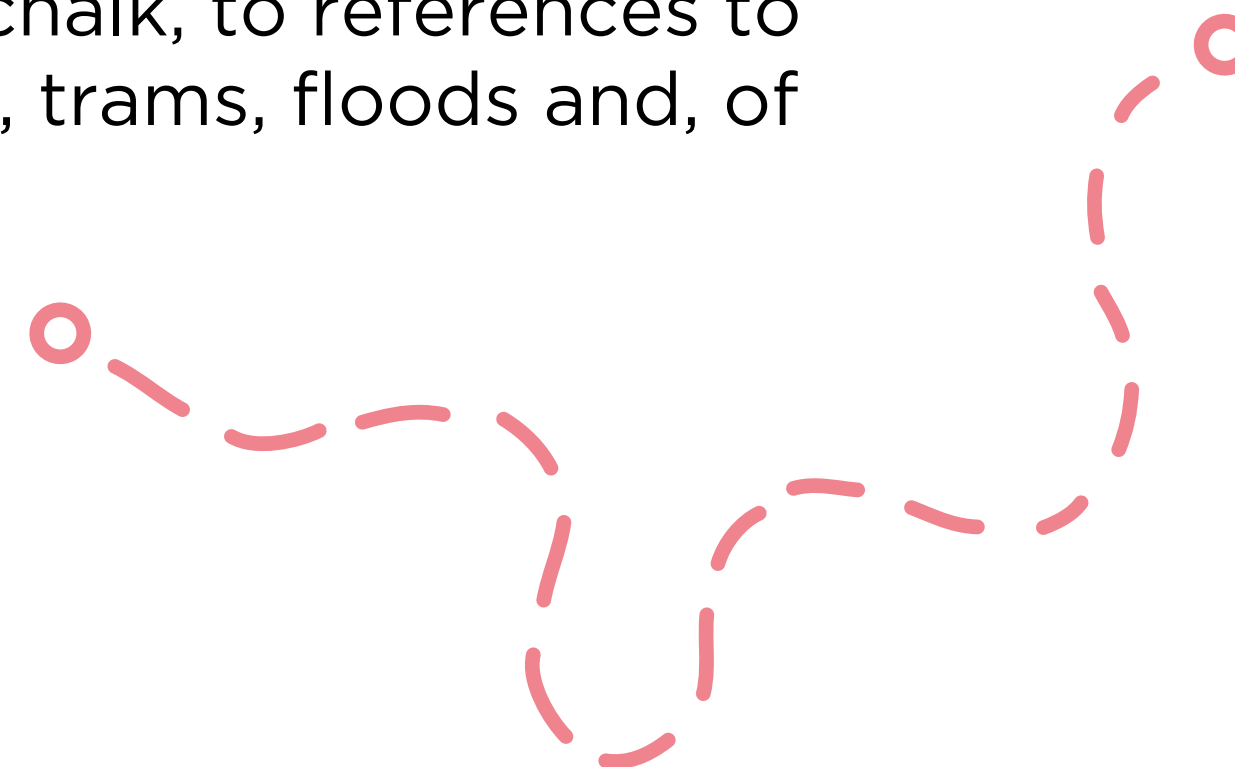 chalk, to references to
, trams, floods and, of